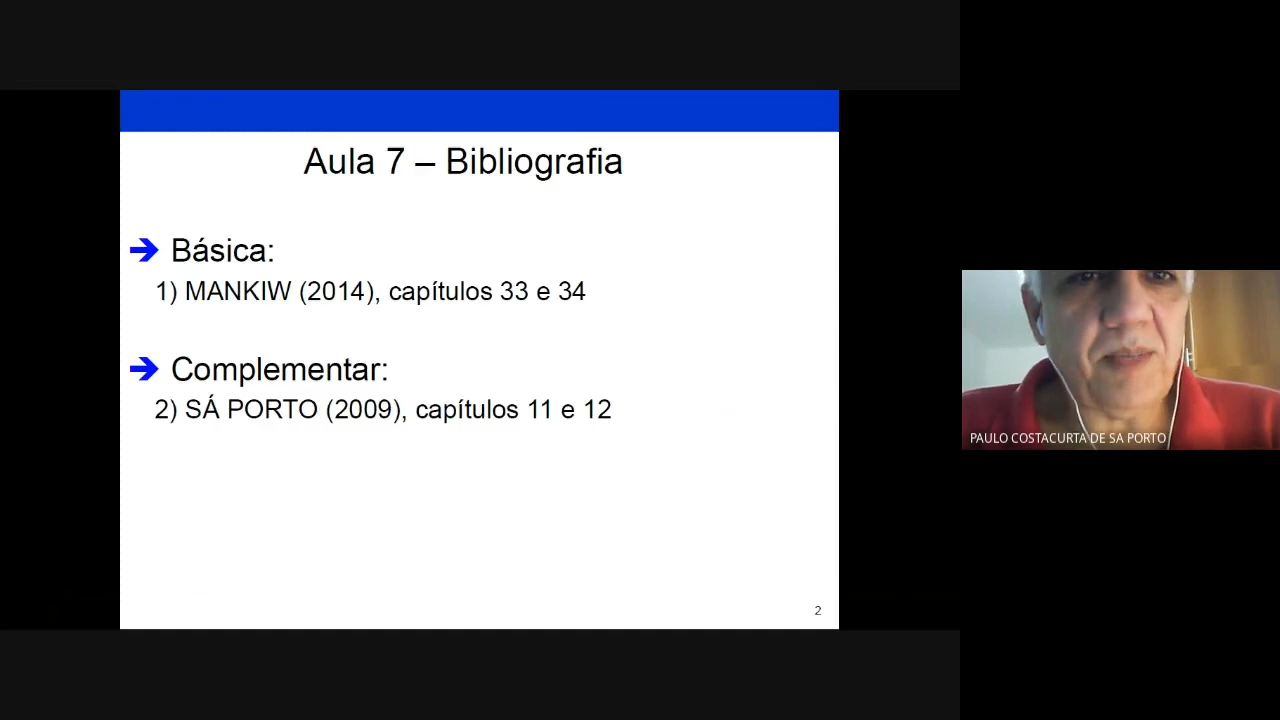 Aula 7 – Bibliografia
➔ Básica:
1) MANKIW (2014), capítulos 33 e 34
➔ Complementar:
2) SÁ PORTO (2009), capítulos 11 e 12
2
PAULO COSTACURTA DE SA PORTO